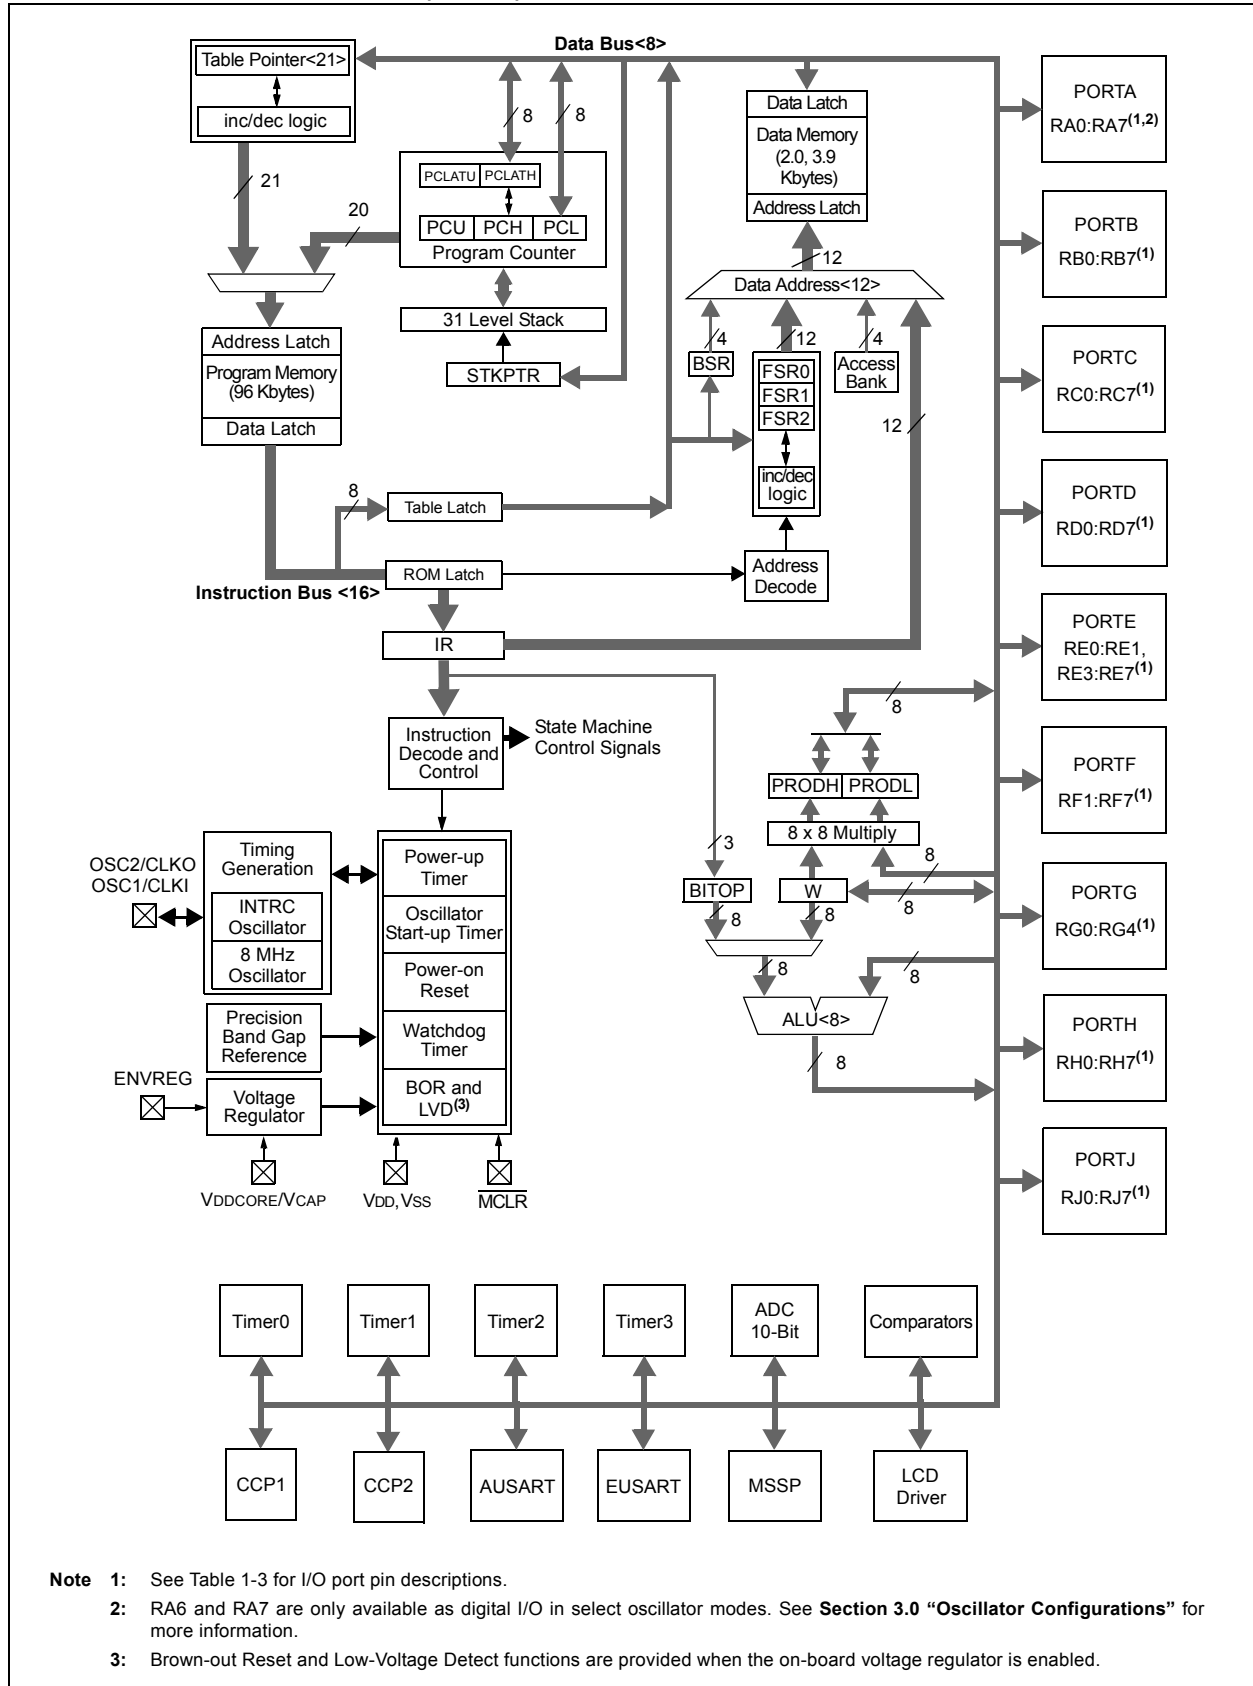 Data Bus<8>
Table Pointer<21>
inc/dec logic
21
20
8
8
PCLATU PCLATH
PCU PCH PCL
Program Counter
31 Level Stack
STKPTR
Address Latch
Program Memory
(96 Kbytes)
Data Latch
8
Table Latch
ROM Latch
Instruction Bus <16>
IR
Data Latch
Data Memory
(2.0, 3.9
Kbytes)
Address Latch
12
Data Address<12>
4
12
4
BSR
FSR0
FSR1
FSR2
inc/dec
logic
Access
Bank
12
Address
Decode
Instruction
Decode and
Control
State Machine
Control Signals
8
PRODH PRODL
8 x 8 Multiply
3
8
BITOP
W
8
8
8
8
8
ALU<8>
8
OSC2/CLKO
OSC1/CLKI
Timing
Generation
INTRC
Oscillator
8 MHz
Oscillator
Precision
Band Gap
Reference
ENVREG
Voltage
Regulator
VDDCORE/VCAP
Power-up
Timer
Oscillator
Start-up Timer
Power-on
Reset
Watchdog
Timer
BOR and
LVD(3)
VDD, VSS
MCLR
PORTA
RA0:RA7(1,2)
PORTB
RB0:RB7(1)
PORTC
RC0:RC7(1)
PORTD
RD0:RD7(1)
PORTE
RE0:RE1,
RE3:RE7(1)
PORTF
RF1:RF7(1)
PORTG
RG0:RG4(1)
PORTH
RH0:RH7(1)
PORTJ
RJ0:RJ7(1)
Timer0
Timer1
Timer2
Timer3
ADC
10-Bit
Comparators
CCP1
CCP2
AUSART
EUSART
MSSP
LCD
Driver
Note 1: See Table 1-3 for I/O port pin descriptions.
2: RA6 and RA7 are only available as digital I/O in select oscillator modes. See Section 3.0 “Oscillator Configurations” for
more information.
3: Brown-out Reset and Low-Voltage Detect functions are provided when the on-board voltage regulator is enabled.